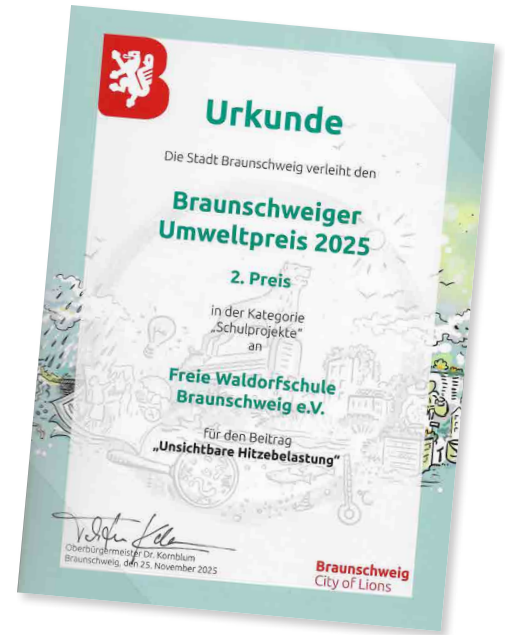 Urkunde
Die Stadt Braunschweig verleiht den
Braunschweiger
Umweltpreis 2025
2. Preis
in der Kategorie
„Schulprojekte“
an
Freie Waldorfschule
Braunschweig e.V.
für den Beitrag
„Unsichtbare Hitzebelastung“
Oberbürgermeister Dr. Kornblum
Braunschweig, den 25. November 2025
Braunschweig
City of Lions